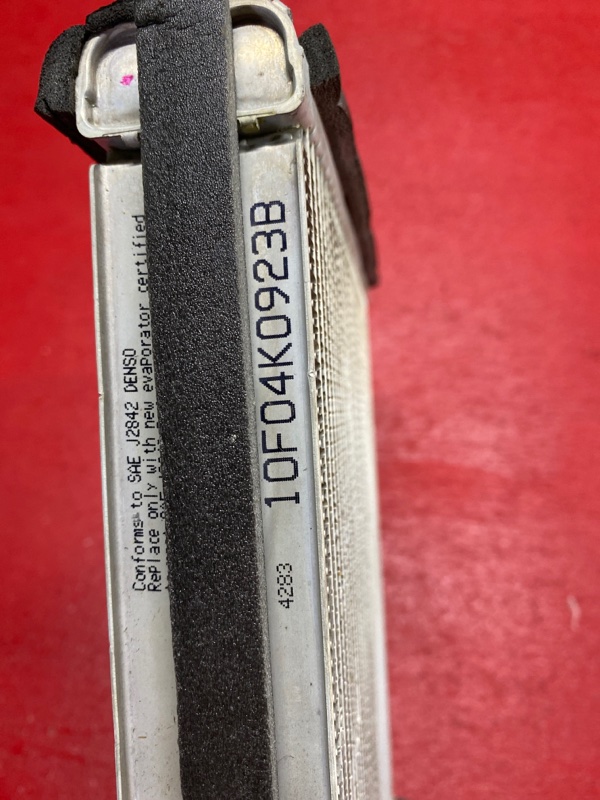 Conforms to SAE J2842 DENSO
Replace only with new evaporator certified
10F04K0923B
4283